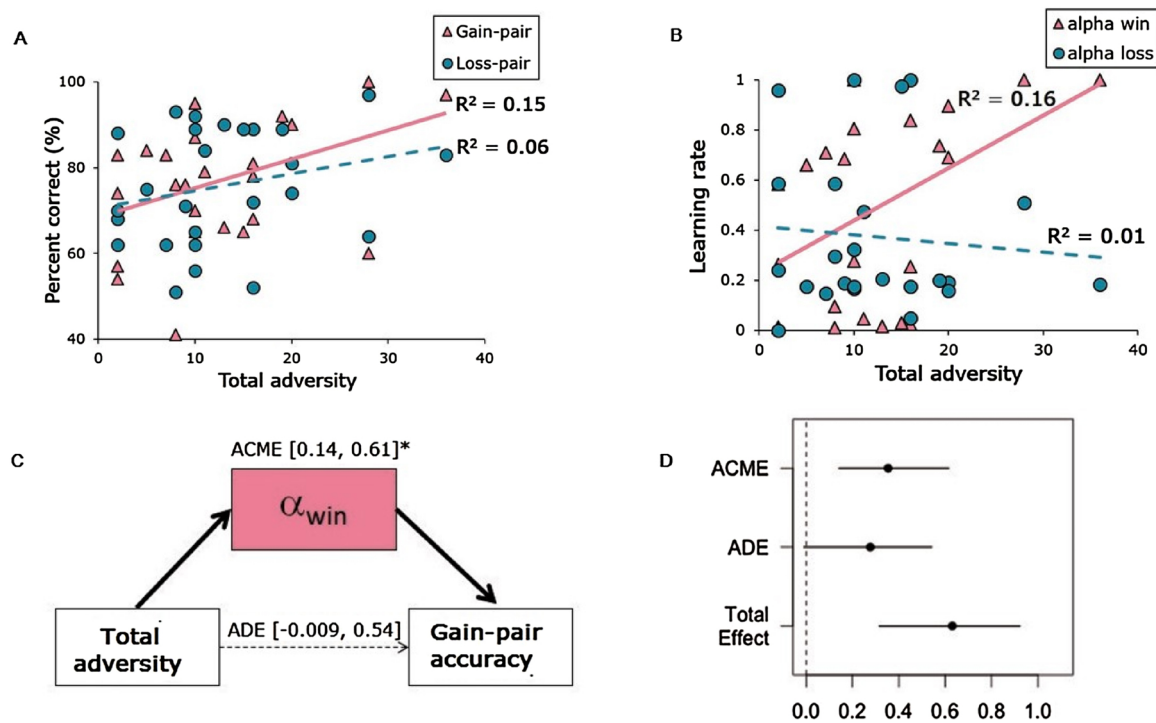 A
Gain-pair
Loss-pair
100
80
60
40
Percent correct (%)
R² = 0.15
R² = 0.06
0
10
20
30
40
Total adversity
B
alpha win
alpha loss
1
0.8
0.6
0.4
0.2
0
Learning rate
R² = 0.16
R² = 0.01
0
10
20
30
40
Total adversity
C
ACME [0.14, 0.61]*
αwin
ADE [-0.009, 0.54]
Total
adversity
Gain-pair
accuracy
D
ACME
ADE
Total
Effect
0.0
0.2
0.4
0.6
0.8
1.0